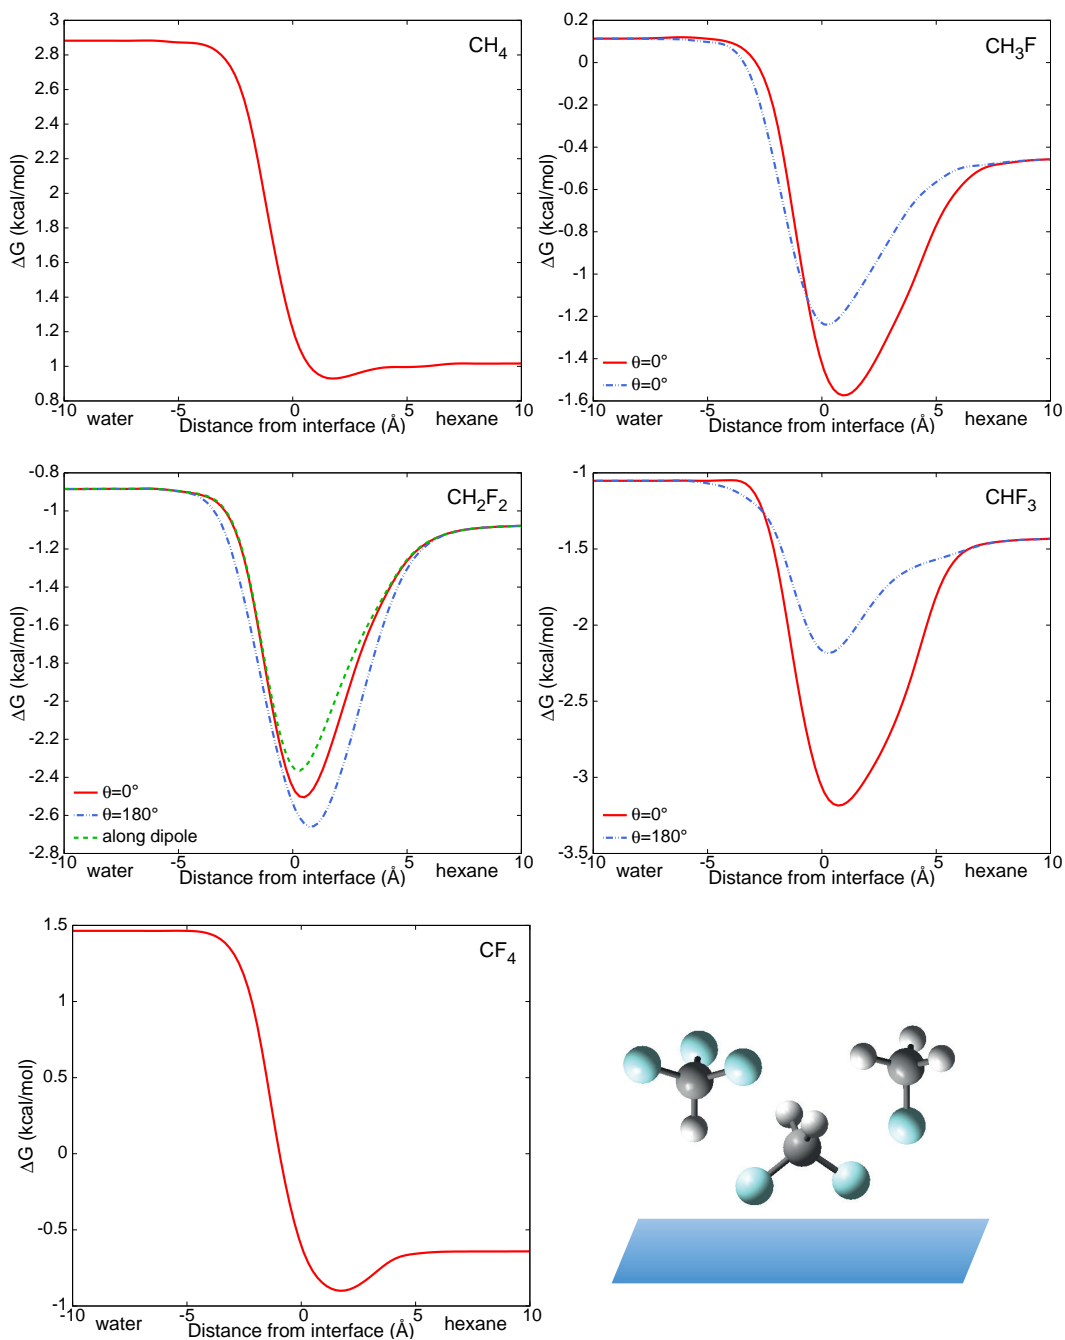 CH4
3
2.8
2.6
2.4
2.2
2
1.8
1.6
1.4
1.2
1
0.8
ΔG (kcal/mol)
-10 -5 0 5 10
water Distance from interface (Å) hexane
CH3F
0.2
0
-0.2
-0.4
-0.6
-0.8
-1
-1.2
-1.4
-1.6
ΔG (kcal/mol)
θ=0°
θ=0°
-10 -5 0 5 10
water Distance from interface (Å) hexane
CH2F2
-0.8
-1
-1.2
-1.4
-1.6
-1.8
-2
-2.2
-2.4
-2.6
-2.8
ΔG (kcal/mol)
θ=0°
θ=180°
along dipole
-10 -5 0 5 10
water Distance from interface (Å) hexane
CHF3
-1
-1.5
-2
-2.5
-3
-3.5
ΔG (kcal/mol)
θ=0°
θ=180°
-10 -5 0 5 10
water Distance from interface (Å) hexane
CF4
1.5
1
0.5
0
-0.5
-1
ΔG (kcal/mol)
-10 -5 0 5 10
water Distance from interface (Å) hexane